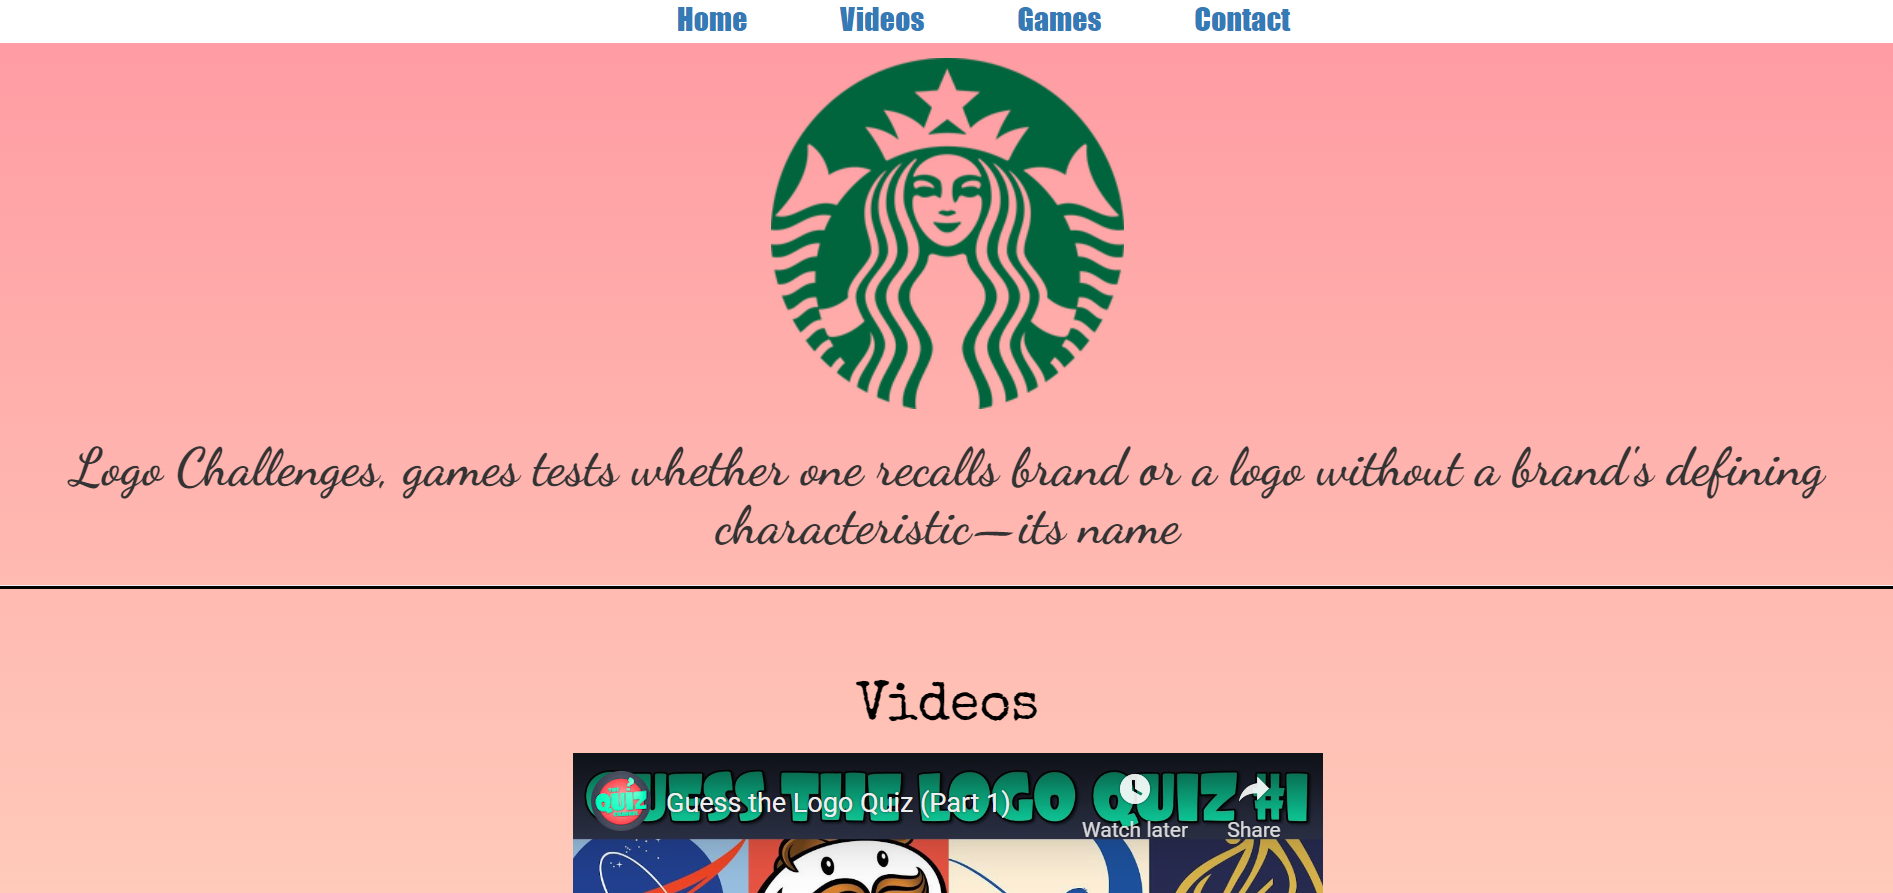 Home Videos Games Contact
Logo Challenges, games tests whether one recalls brand or a logo without a brand's defining
characteristic—its name
Videos
GUESS THE LOGO QUIZ #1
THE QUIZ
Guess the Logo Quiz (Part 1)
Watch later Share